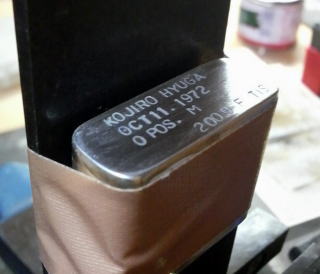 KOJIRO HYUGA
OCT11-1972
O POS. M